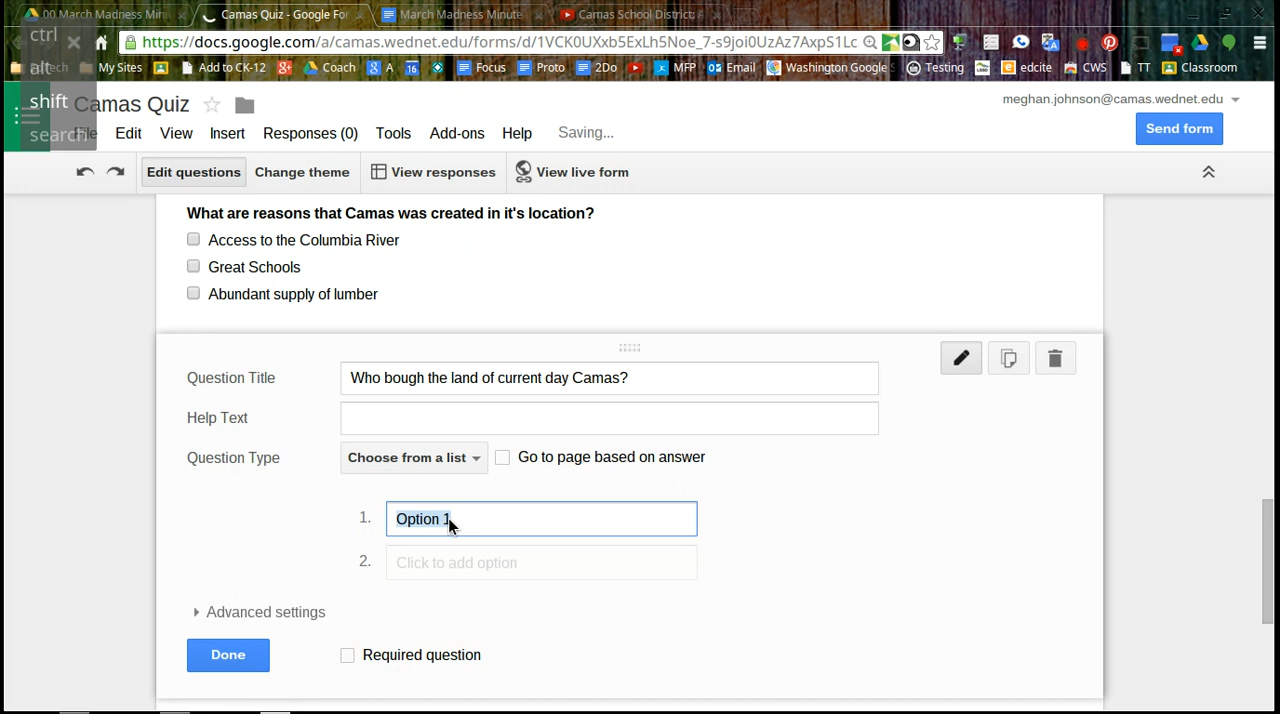 00 March Madness Min
Camas Quiz - Google Fo
March Madness Minute
Camas School District:
https://docs.google.com/a/camas.wednet.edu/forms/d/1VCK0UXxb5ExLh5Noe_7-s9joi0UzAz7AxpS1Lc
My Sites
Add to CK-12
Coach
A
16
Focus
Proto
2Do
MFP
Email
Washington Google
Testing
edcite
CWS
TT
Classroom
ctrl
alt
shift
search
Camas Quiz
meghan.johnson@camas.wednet.edu
Edit View Insert Responses (0) Tools Add-ons Help Saving...
Send form
Edit questions Change theme View responses View live form
What are reasons that Camas was created in it's location?
Access to the Columbia River
Great Schools
Abundant supply of lumber
Question Title Who bough the land of current day Camas?
Help Text
Question Type Choose from a list Go to page based on answer
1. Option 1
2. Click to add option
Advanced settings
Done Required question